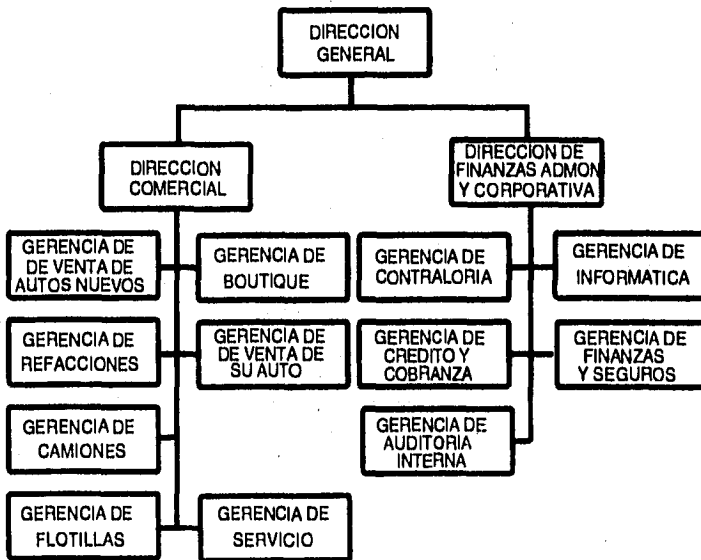 DIRECCION
GENERAL
DIRECCION
COMERCIAL
DIRECCION DE
FINANZAS ADMON
Y CORPORATIVA
GERENCIA DE
DE VENTA DE
AUTOS NUEVOS
GERENCIA DE
BOUTIQUE
GERENCIA DE
CONTRALORIA
GERENCIA DE
INFORMATICA
GERENCIA DE
REFACCIONES
GERENCIA DE
DE VENTA DE
SU AUTO
GERENCIA DE
CREDITO Y
COBRANZA
GERENCIA DE
FINANZAS
Y SEGUROS
GERENCIA DE
CAMIONES
GERENCIA DE
AUDITORIA
INTERNA
GERENCIA DE
FLOTILLAS
GERENCIA DE
SERVICIO